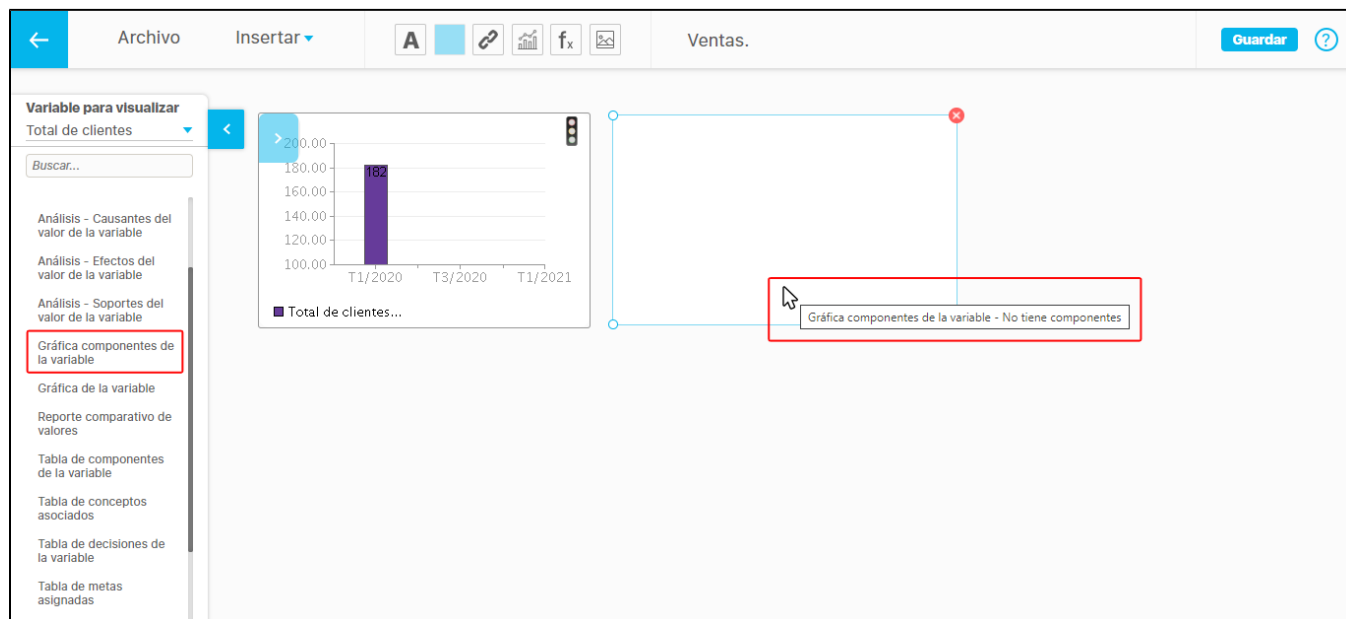 Archivo
Insertar
A
fx
Ventas.
Guardar
?
Variable para visualizar
Total de clientes
Buscar...
Análisis - Causantes del
valor de la variable
Análisis - Efectos del
valor de la variable
Análisis - Soportes del
valor de la variable
Gráfica componentes de
la variable
Gráfica de la variable
Reporte comparativo de
valores
Tabla de componentes
de la variable
Tabla de conceptos
asociados
Tabla de decisiones de
la variable
Tabla de metas
asignadas
200.00
180.00
160.00
140.00
120.00
100.00
182
T1/2020 T3/2020 T1/2021
Total de clientes...
Gráfica componentes de la variable - No tiene componentes